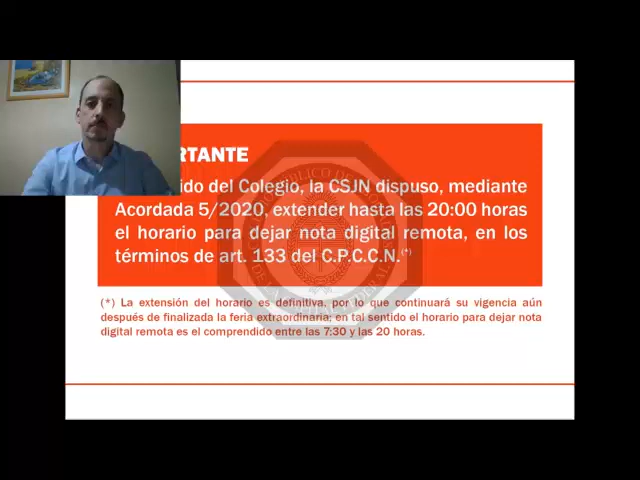 RTANTE
ido del Colegio, la CSJN dispuso, mediante
Acordada 5/2020, extender hasta las 20:00 horas
el horario para dejar nota digital remota, en los
términos de art. 133 del C.P.C.C.N.(*)
(*) La extensión del horario es definitiva, por lo que continuará su vigencia aún
después de finalizada la feria extraordinaria; en tal sentido el horario para dejar nota
digital remota es el comprendido entre las 7:30 y las 20 horas.